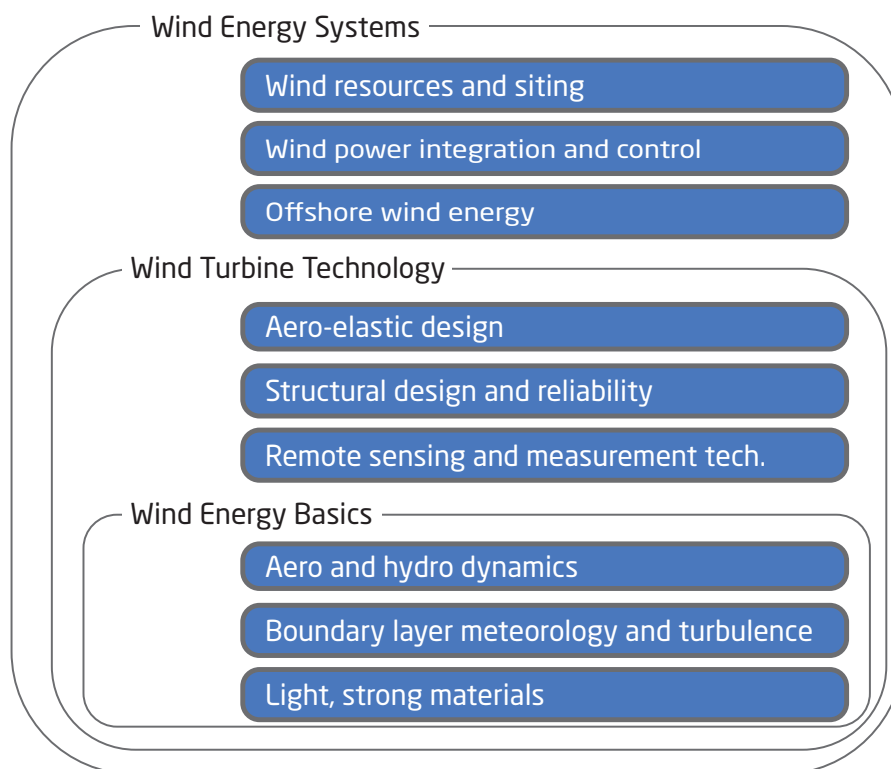 Wind Energy Systems
Wind resources and siting
Wind power integration and control
Offshore wind energy
Wind Turbine Technology
Aero-elastic design
Structural design and reliability
Remote sensing and measurement tech.
Wind Energy Basics
Aero and hydro dynamics
Boundary layer meteorology and turbulence
Light, strong materials